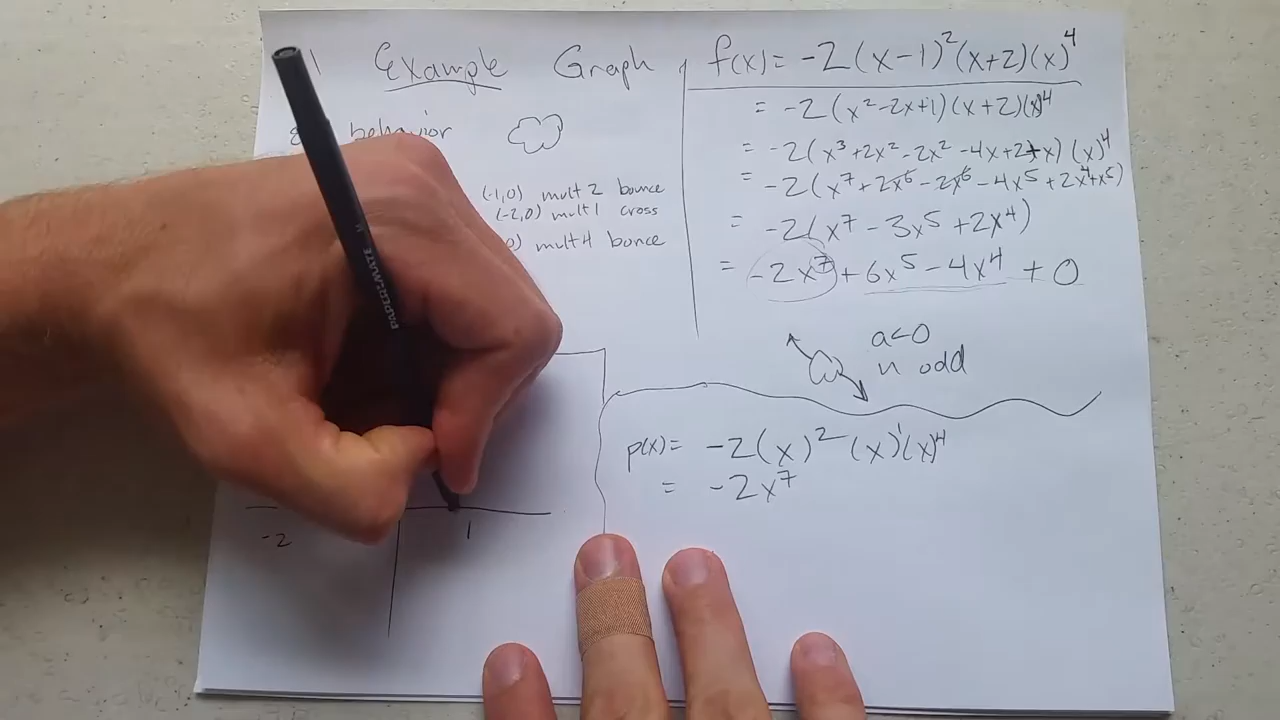 Example Graph
behavior
(-1,0) mult 2 bounce
(-2,0) mult 1 cross
0) mult 4 bonce
f(x) = -2(x-1)²(x+2)(x)⁴
= -2(x²-2x+1)(x+2)(x)⁴
= -2(x³+2x²-2x²-4x+2+x)(x)⁴
= -2(x⁷+2x⁶-2x⁶-4x⁵+2x⁴+x⁵)
= -2(x⁷-3x⁵+2x⁴)
= -2x⁷+6x⁵-4x⁴+0
a<0
n odd
p(x) = -2(x)²(x)¹(x)⁴
= -2x⁷
-2 1
PAPER:MATE M